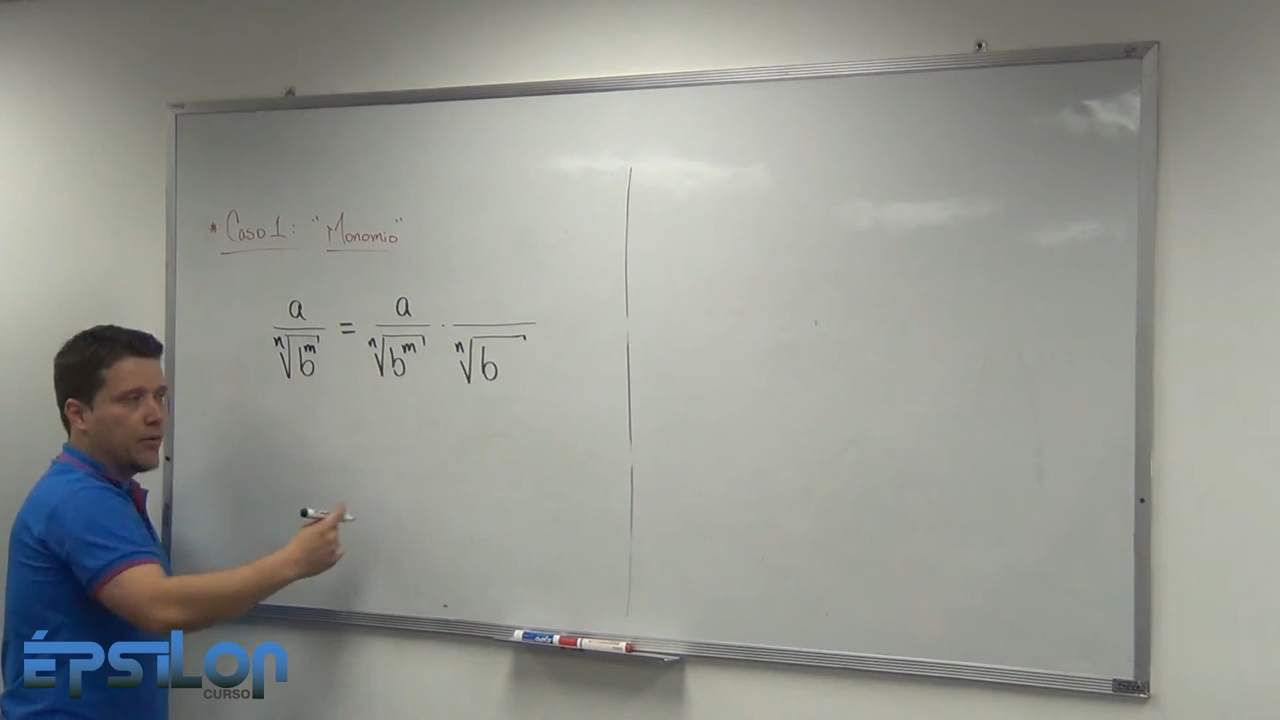 * Caso 1: "Monomio"
a / ⁿ√bᵐ = a / ⁿ√bᵐ · / ⁿ√b
ÉPSILON
CURSO